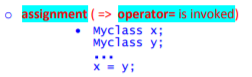 ○ assignment ( => operator= is invoked)
• Myclass x;
Myclass y;
...
x = y;